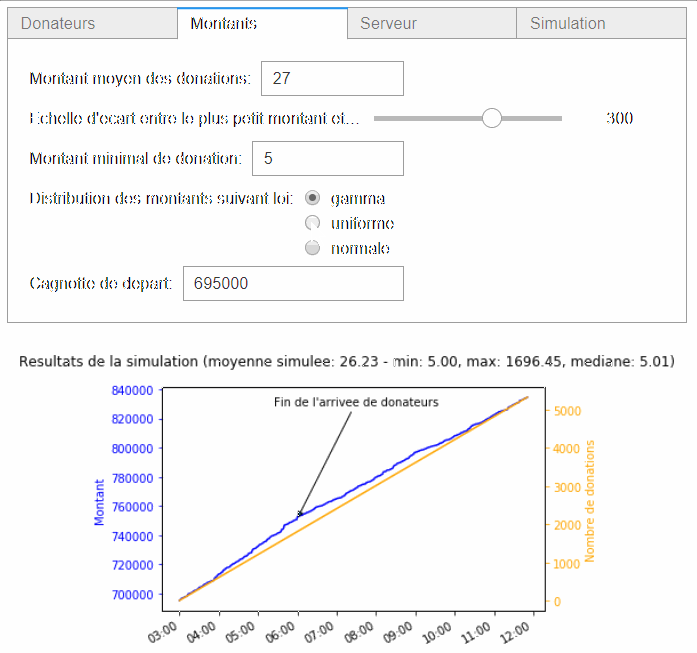 Donateurs Montants Serveur Simulation
Montant moyen des donations: 27
Echelle d'ecart entre le plus petit montant et... 300
Montant minimal de donation: 5
Distribution des montants suivant loi: gamma
uniforme
normale
Cagnotte de depart: 695000
Resultats de la simulation (moyenne simulee: 26.23 - min: 5.00, max: 1696.45, mediane: 5.01)
Fin de l'arrivee de donateurs
Montant
840000
820000
800000
780000
760000
740000
720000
700000
5000
4000
3000
2000
1000
0
Nombre de donations
03:00 04:00 05:00 06:00 07:00 08:00 09:00 10:00 11:00 12:00